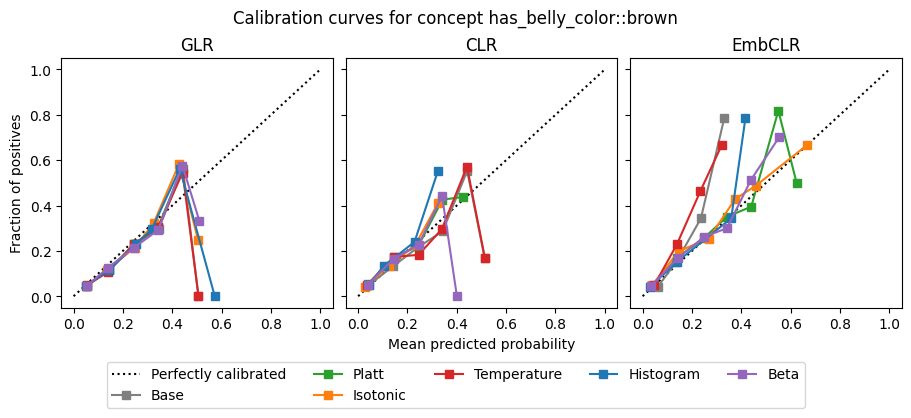 Calibration curves for concept has_belly_color::brown
GLR
CLR
EmbCLR
Fraction of positives
1.0
0.8
0.6
0.4
0.2
0.0
0.0 0.2 0.4 0.6 0.8 1.0
0.0 0.2 0.4 0.6 0.8 1.0
0.0 0.2 0.4 0.6 0.8 1.0
Mean predicted probability
Perfectly calibrated Platt Temperature Histogram Beta
Base Isotonic